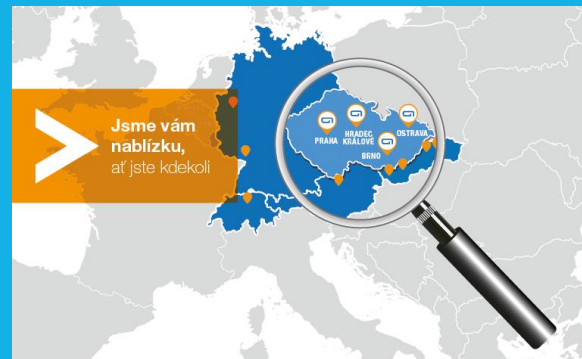 Jsme vám
nablízku,
ať jste kdekoli
PRAHA
HRADEC
KRÁLOVÉ
OSTRAVA
BRNO